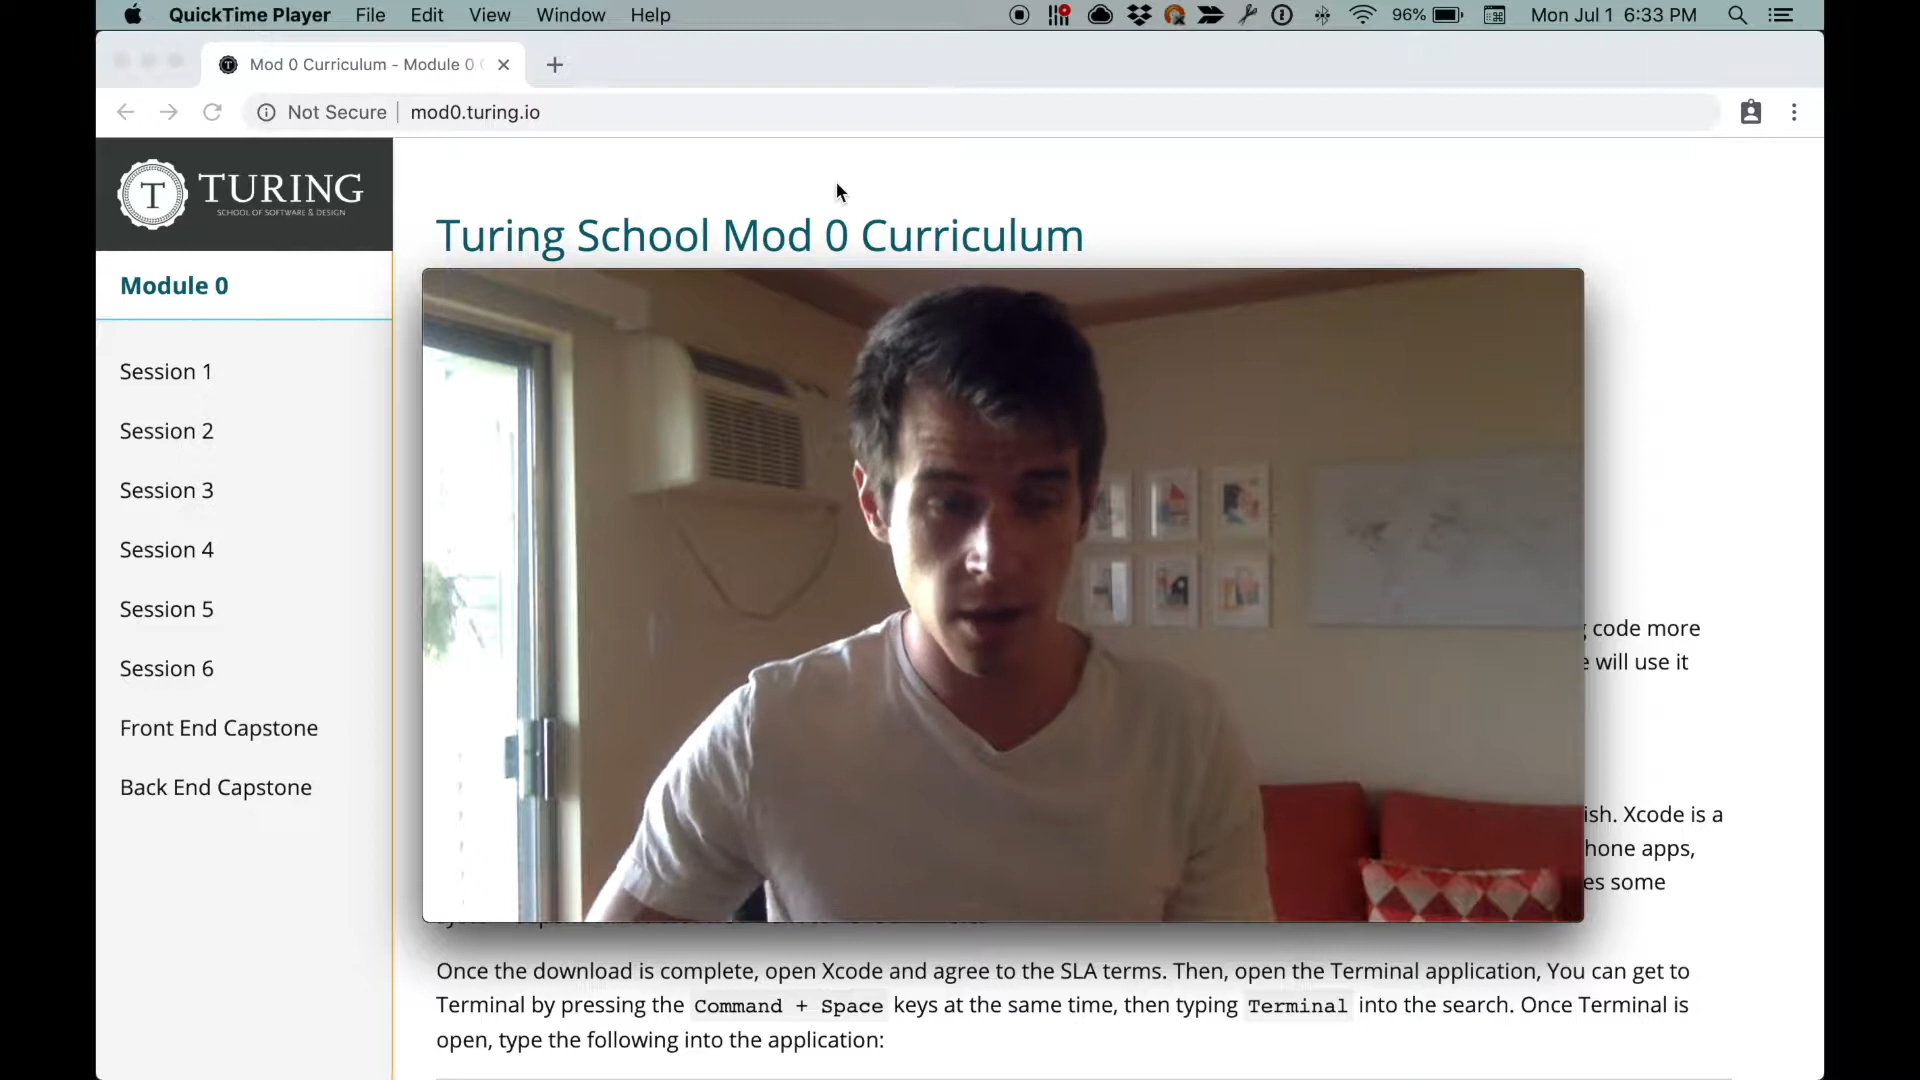 QuickTime Player File Edit View Window Help 96% Mon Jul 1 6:33 PM
Mod 0 Curriculum - Module 0
Not Secure mod0.turing.io
T TURING
SCHOOL OF SOFTWARE & DESIGN
Module 0
Session 1
Session 2
Session 3
Session 4
Session 5
Session 6
Front End Capstone
Back End Capstone
Turing School Mod 0 Curriculum
code more
will use it
ish. Xcode is a
hone apps,
es some
Once the download is complete, open Xcode and agree to the SLA terms. Then, open the Terminal application, You can get to
Terminal by pressing the Command + Space keys at the same time, then typing Terminal into the search. Once Terminal is
open, type the following into the application: